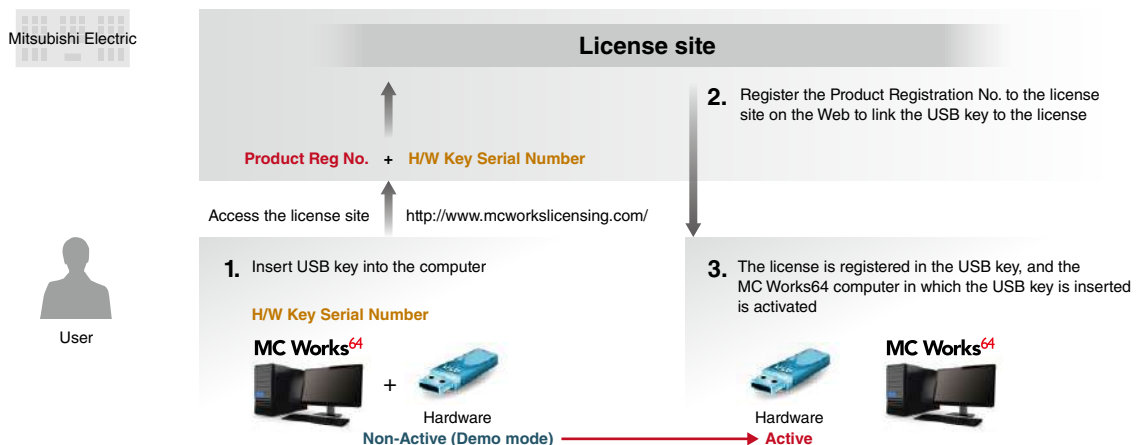 Mitsubishi Electric
License site
2. Register the Product Registration No. to the license
site on the Web to link the USB key to the license
Product Reg No. + H/W Key Serial Number
Access the license site http://www.mcworkslicensing.com/
User
1. Insert USB key into the computer
H/W Key Serial Number
MC Works64
+
Hardware
Non-Active (Demo mode)
3. The license is registered in the USB key, and the
MC Works64 computer in which the USB key is inserted
is activated
MC Works64
Hardware
Active